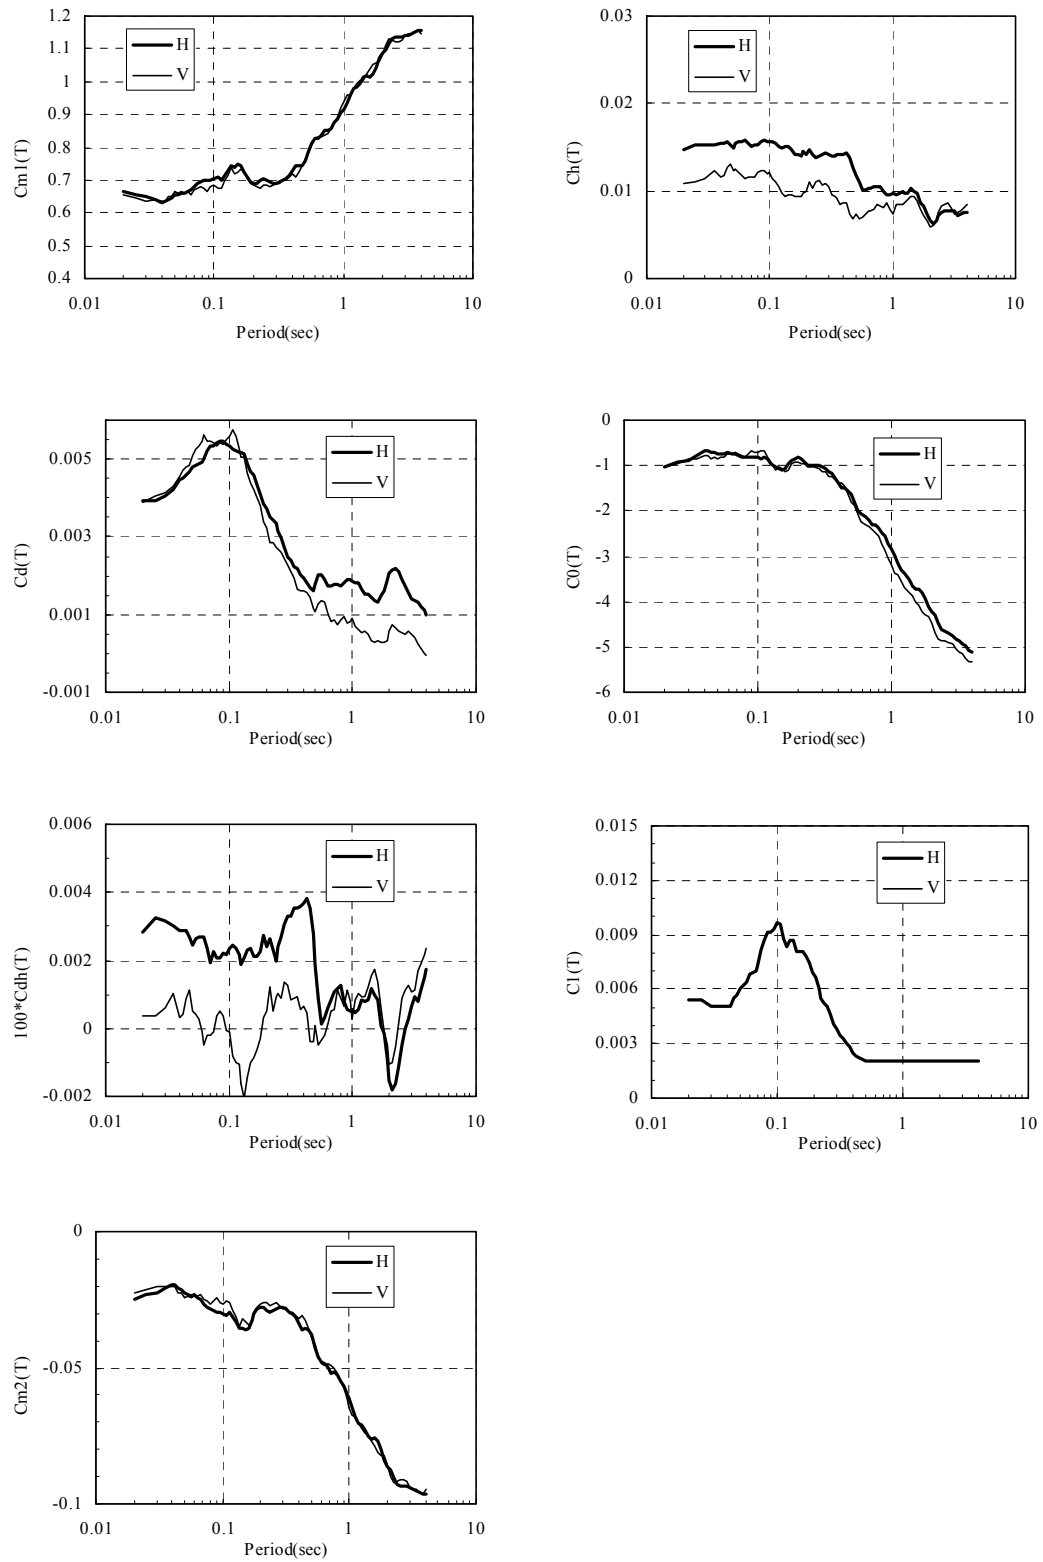 1.2
1.1
1
0.9
0.8
0.7
0.6
0.5
0.4
Cm1(T)
H
V
0.01 0.1 1 10
Period(sec)
0.03
0.02
0.01
0
Ch(T)
H
V
0.01 0.1 1 10
Period(sec)
0.005
0.003
0.001
-0.001
Cd(T)
H
V
0.01 0.1 1 10
Period(sec)
0
-1
-2
-3
-4
-5
-6
C0(T)
H
V
0.01 0.1 1 10
Period(sec)
0.006
0.004
0.002
0
-0.002
100*Cdh(T)
H
V
0.01 0.1 1 10
Period(sec)
0.015
0.012
0.009
0.006
0.003
0
C1(T)
H
V
0.01 0.1 1 10
Period(sec)
0
-0.05
-0.1
Cm2(T)
H
V
0.01 0.1 1 10
Period(sec)